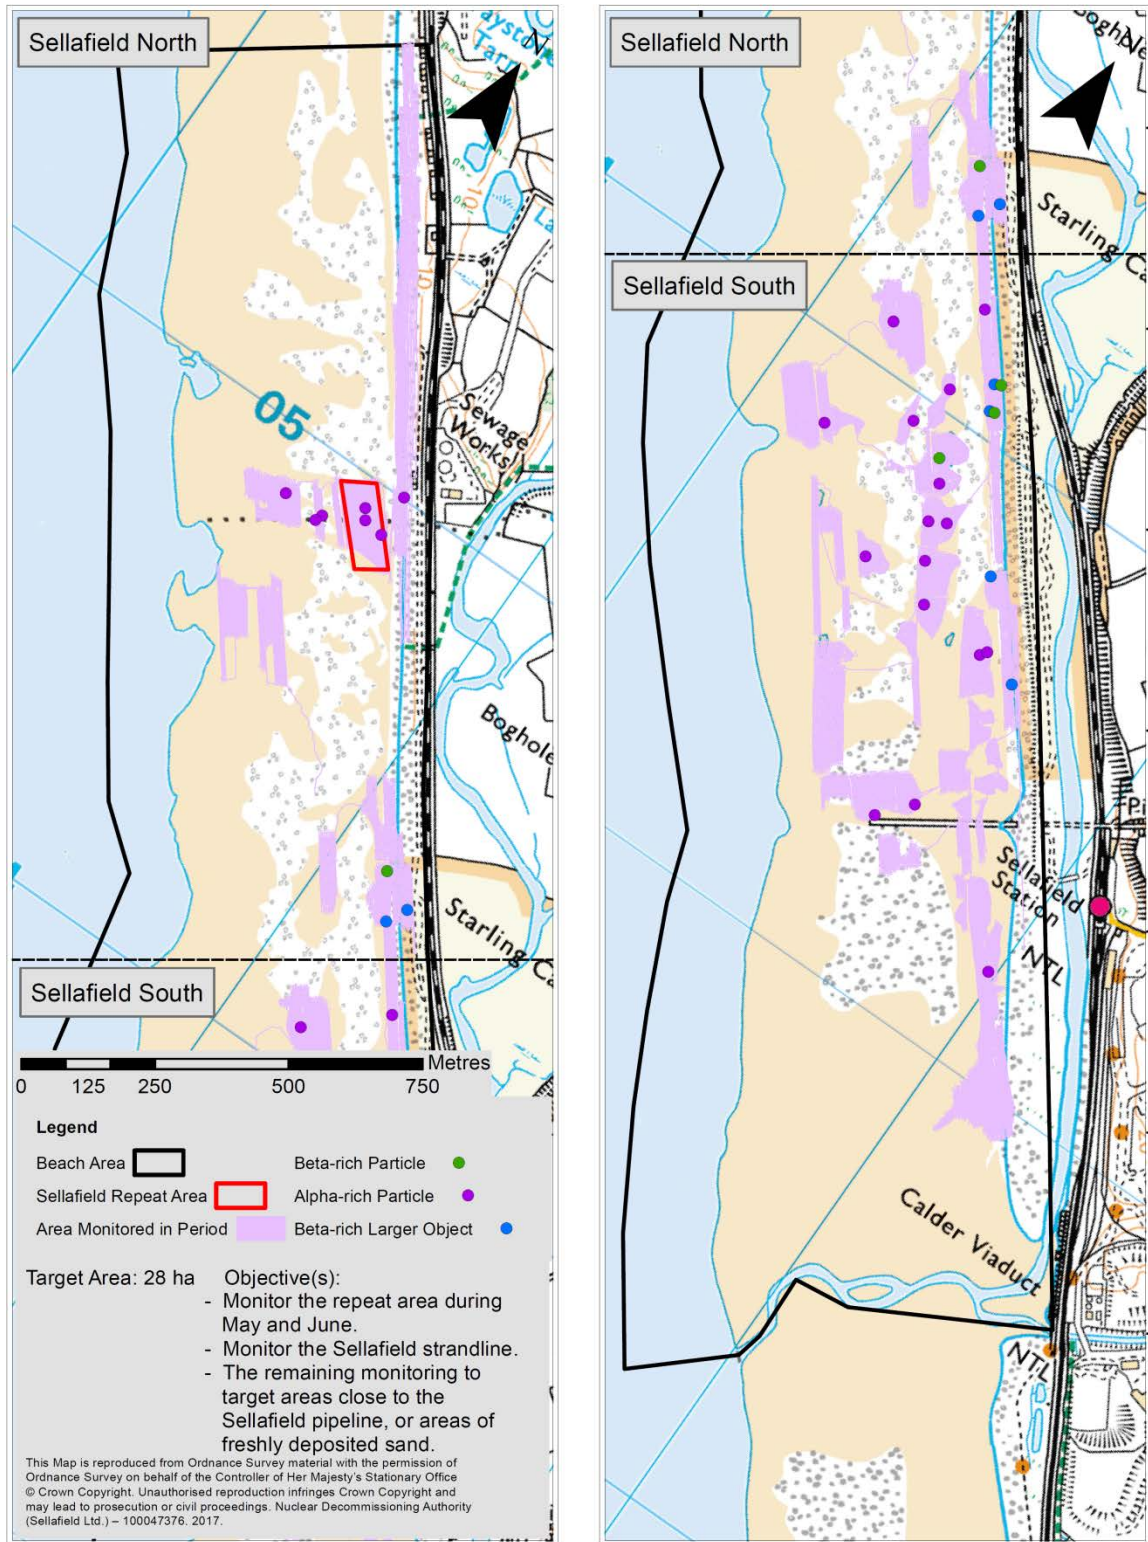 Sellafield North
N
05
Sewage
Works
Boghole
Starling Ca
Sellafield South
Metres
0 125 250 500 750
Legend
Beach Area
Beta-rich Particle
Sellafield Repeat Area
Alpha-rich Particle
Area Monitored in Period
Beta-rich Larger Object
Target Area: 28 ha
Objective(s):
- Monitor the repeat area during
May and June.
- Monitor the Sellafield strandline.
- The remaining monitoring to
target areas close to the
Sellafield pipeline, or areas of
freshly deposited sand.
This Map is reproduced from Ordnance Survey material with the permission of
Ordnance Survey on behalf of the Controller of Her Majesty's Stationary Office
© Crown Copyright. Unauthorised reproduction infringes Crown Copyright and
may lead to prosecution or civil proceedings. Nuclear Decommissioning Authority
(Sellafield Ltd.) – 100047376. 2017.
Sellafield North
N
Starling
Ca
Sellafield South
Pi
Sellafield
Station
NTL
Calder Viaduct
NTL